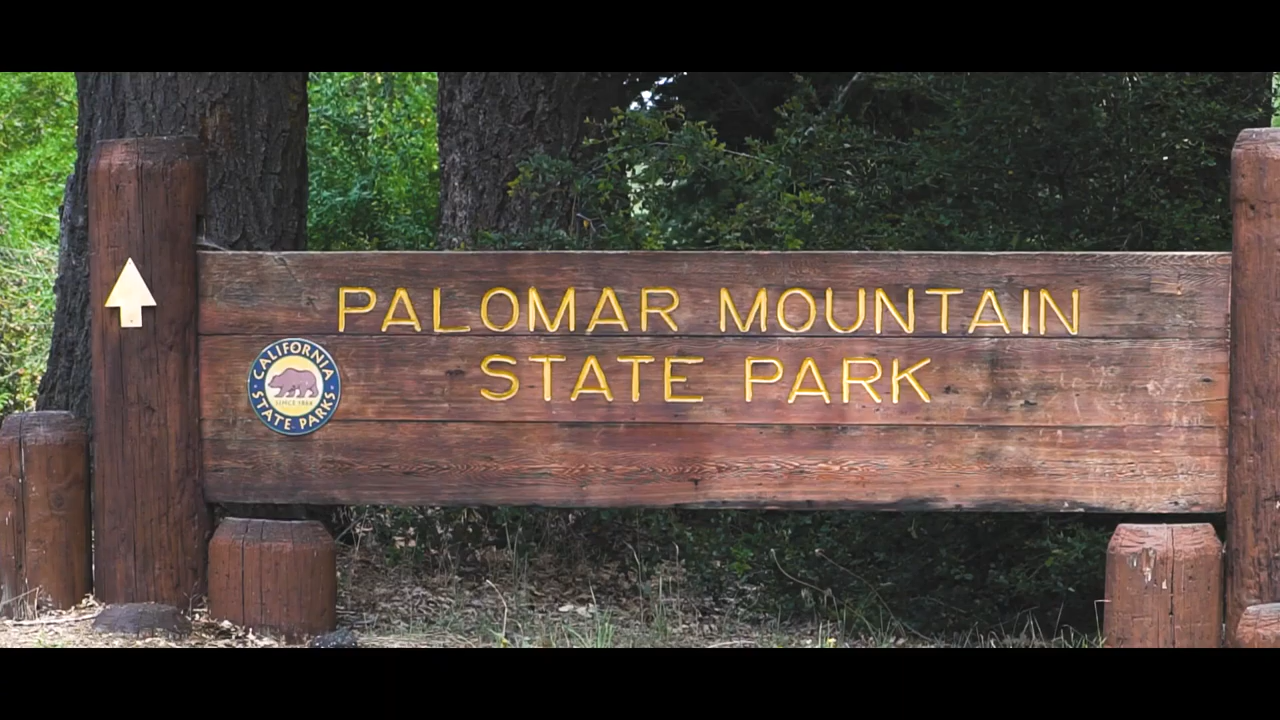 PALOMAR MOUNTAIN
STATE PARK
CALIFORNIA
SINCE 1864
STATE PARKS